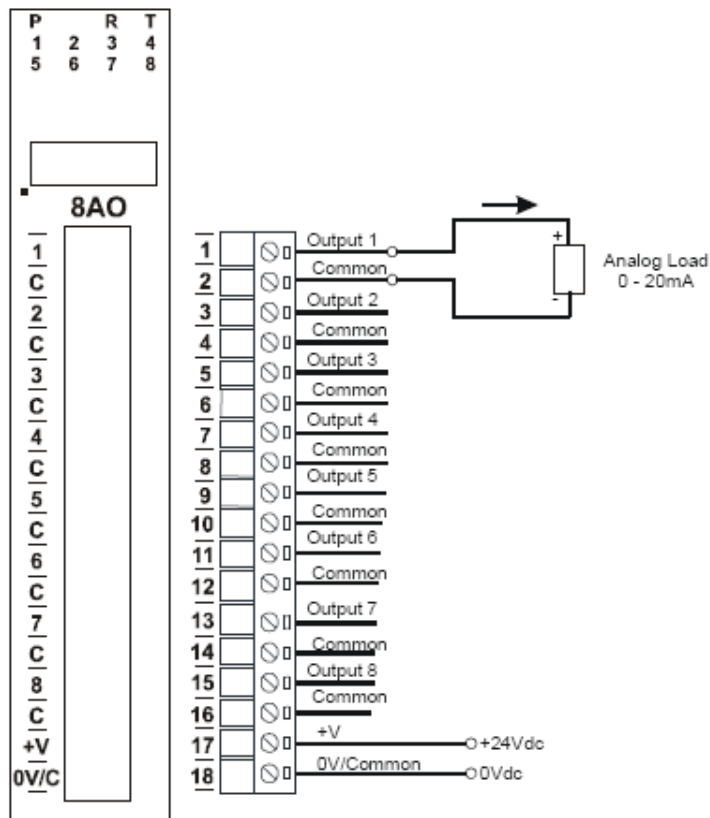 P R T
1 2 3 4
5 6 7 8
8AO
1
C
2
C
3
C
4
C
5
C
6
C
7
C
8
C
+V
0V/C
1 Output 1
2 Common
3 Output 2
4 Common
5 Output 3
6 Common
7 Output 4
8 Common
9 Output 5
10 Common
11 Output 6
12 Common
13 Output 7
14 Common
15 Output 8
16 Common
17 +V +24Vdc
18 0V/Common 0Vdc
+
-
Analog Load
0 - 20mA